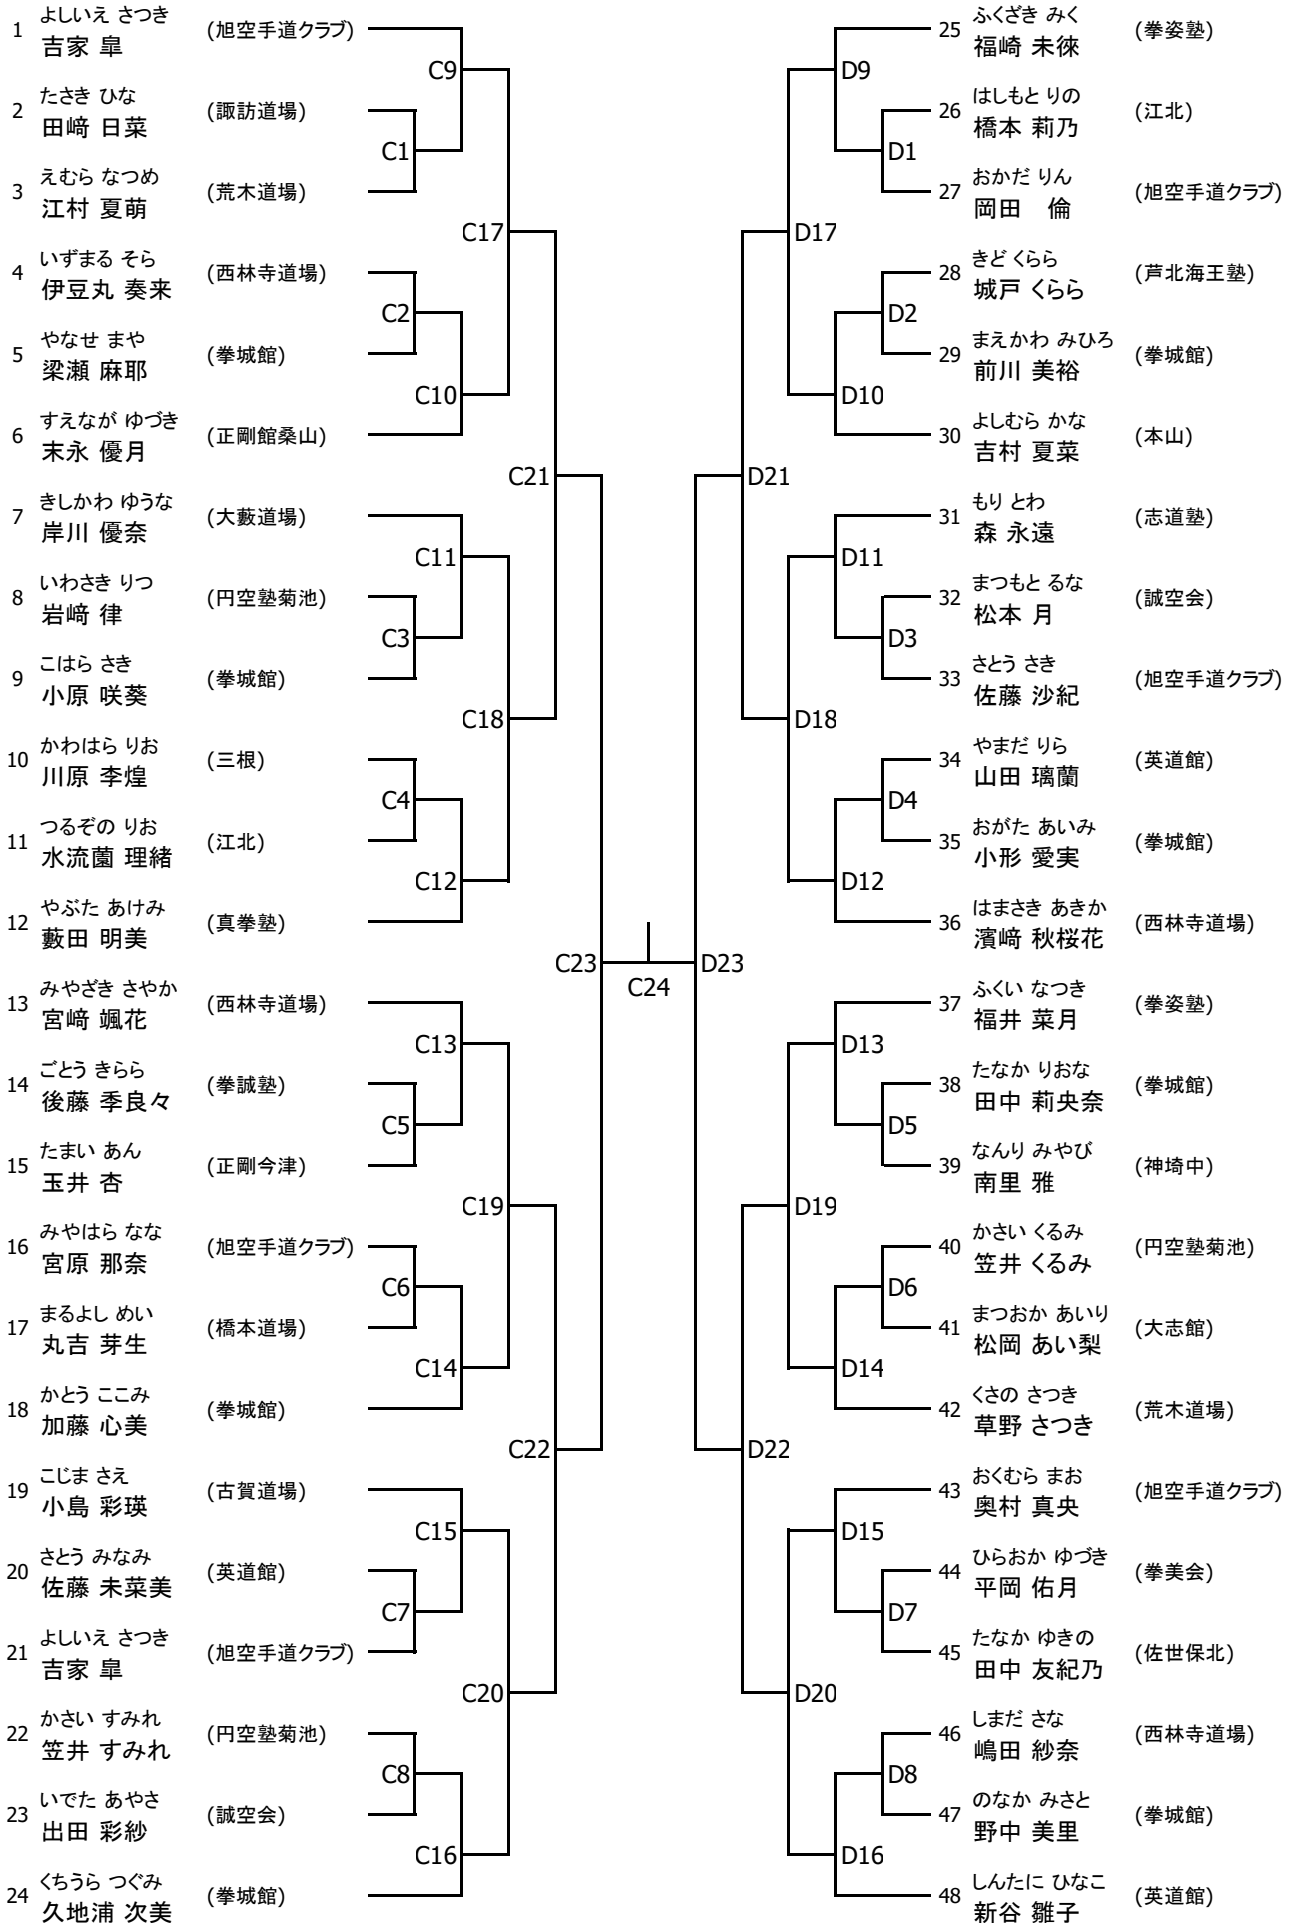 よしいえ さつき
1 吉家 皐 (旭空手道クラブ)
C9
たさき ひな
2 田﨑 日菜 (諏訪道場)
C1
えむら なつめ
3 江村 夏萌 (荒木道場)
C17
いずまる そら
4 伊豆丸 奏来 (西林寺道場)
C2
やなせ まや
5 梁瀬 麻耶 (拳城館)
C10
すえなが ゆづき
6 末永 優月 (正剛館桑山)
C21
きしかわ ゆうな
7 岸川 優奈 (大藪道場)
C11
いわさき りつ
8 岩﨑 律 (円空塾菊池)
C3
こはら さき
9 小原 咲葵 (拳城館)
C18
かわはら りお
10 川原 李煌 (三根)
C4
つるぞの りお
11 水流薗 理緒 (江北)
C12
やぶた あけみ
12 藪田 明美 (真拳塾)
C23
C24
みやざき さやか
13 宮﨑 颯花 (西林寺道場)
C13
ごとう きらら
14 後藤 季良々 (拳誠塾)
C5
たまい あん
15 玉井 杏 (正剛今津)
C19
みやはら なな
16 宮原 那奈 (旭空手道クラブ)
C6
まるよし めい
17 丸吉 芽生 (橋本道場)
C14
かとう ここみ
18 加藤 心美 (拳城館)
C22
こじま さえ
19 小島 彩瑛 (古賀道場)
C15
さとう みなみ
20 佐藤 未菜美 (英道館)
C7
よしいえ さつき
21 吉家 皐 (旭空手道クラブ)
C20
かさい すみれ
22 笠井 すみれ (円空塾菊池)
C8
いでた あやさ
23 出田 彩紗 (誠空会)
C16
くちうら つぐみ
24 久地浦 次美 (拳城館)
ふくざき みく
25 福崎 未徠 (拳姿塾)
D9
はしもと りの
26 橋本 莉乃 (江北)
D1
おかだ りん
27 岡田 倫 (旭空手道クラブ)
D17
きど くらら
28 城戸 くらら (芦北海王塾)
D2
まえかわ みひろ
29 前川 美裕 (拳城館)
D10
よしむら かな
30 吉村 夏菜 (本山)
D21
もり とわ
31 森 永遠 (志道塾)
D11
まつもと るな
32 松本 月 (誠空会)
D3
さとう さき
33 佐藤 沙紀 (旭空手道クラブ)
D18
やまだ りら
34 山田 璃蘭 (英道館)
D4
おがた あいみ
35 小形 愛実 (拳城館)
D12
はまさき あきか
36 濱﨑 秋桜花 (西林寺道場)
D23
ふくい なつき
37 福井 菜月 (拳姿塾)
D13
たなか りおな
38 田中 莉央奈 (拳城館)
D5
なんり みやび
39 南里 雅 (神埼中)
D19
かさい くるみ
40 笠井 くるみ (円空塾菊池)
D6
まつおか あいり
41 松岡 あい梨 (大志館)
D14
くさの さつき
42 草野 さつき (荒木道場)
D22
おくむら まお
43 奥村 真央 (旭空手道クラブ)
D15
ひらおか ゆづき
44 平岡 佑月 (拳美会)
D7
たなか ゆきの
45 田中 友紀乃 (佐世保北)
D20
しまだ さな
46 嶋田 紗奈 (西林寺道場)
D8
のなか みさと
47 野中 美里 (拳城館)
D16
しんたに ひなこ
48 新谷 雛子 (英道館)